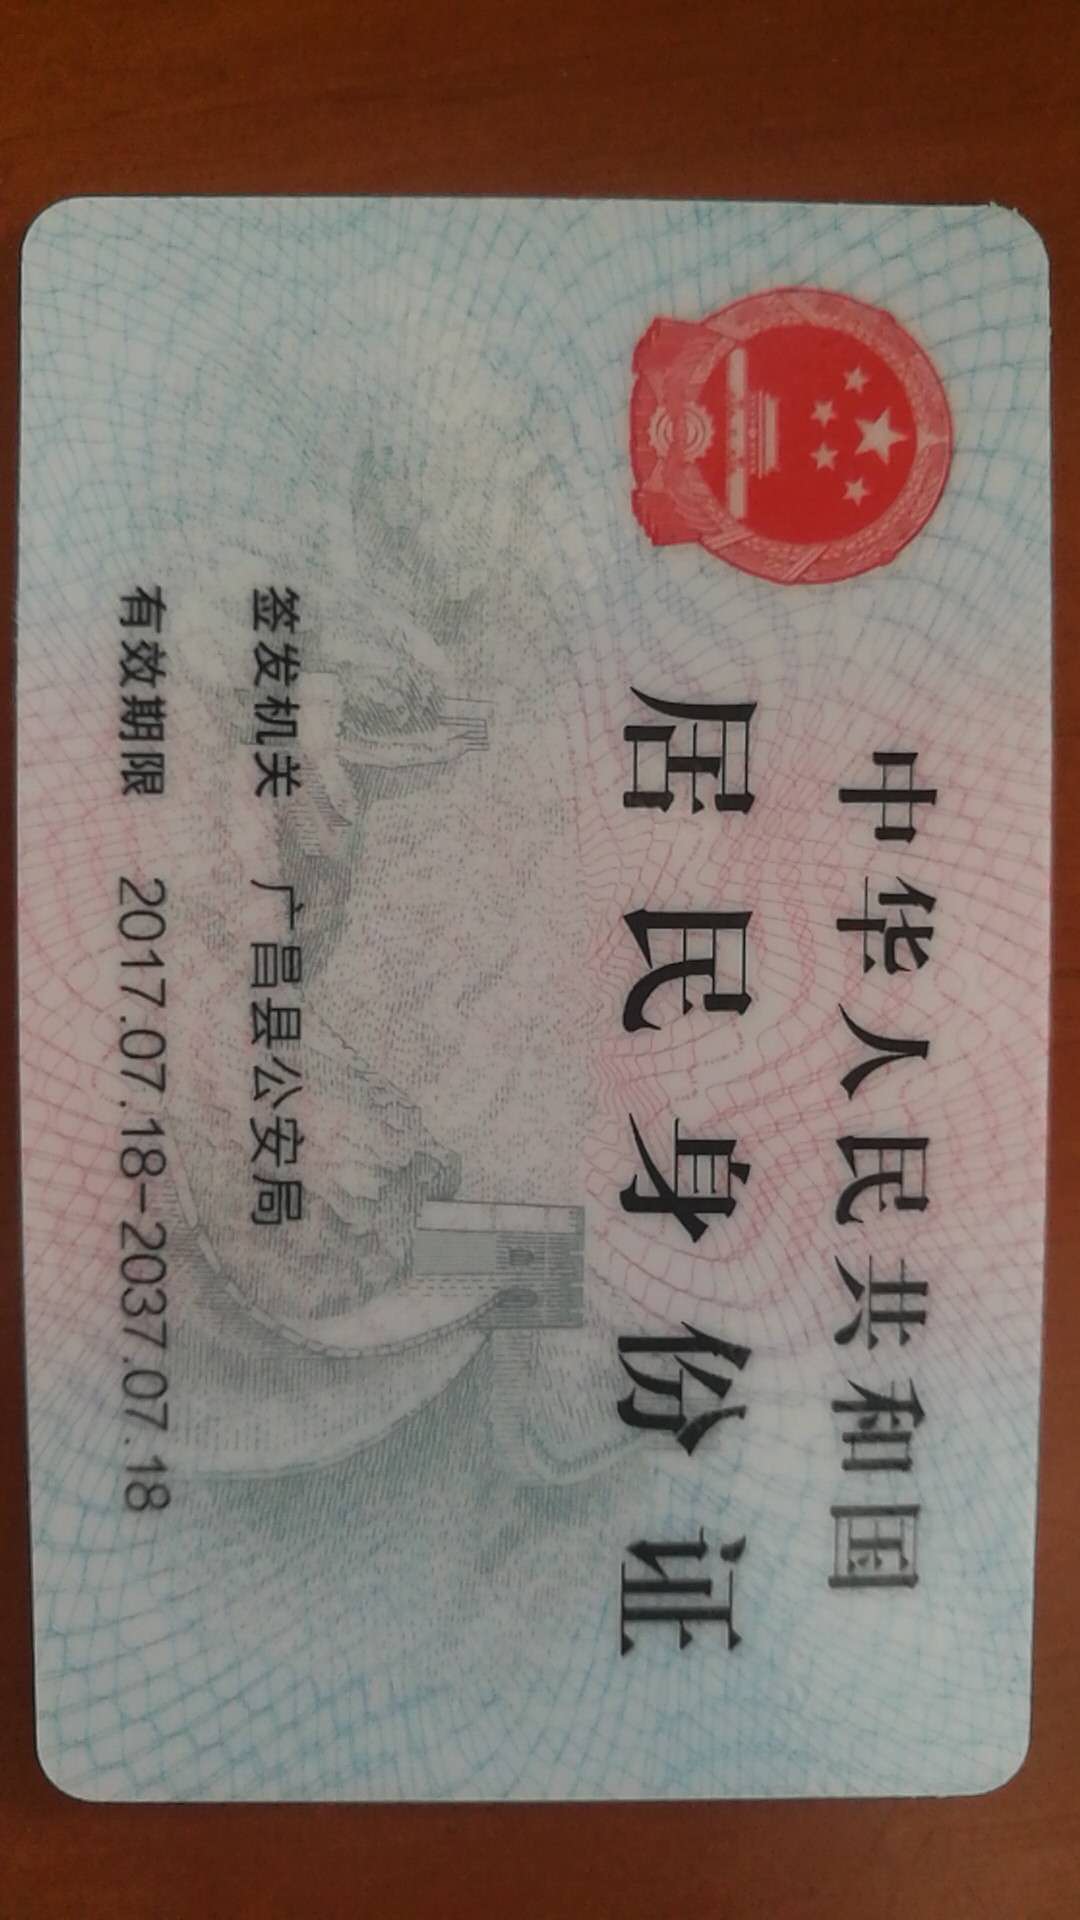 中华人民共和国
居民身份证
签发机关 广昌县公安局
有效期限 2017.07.18-2037.07.18